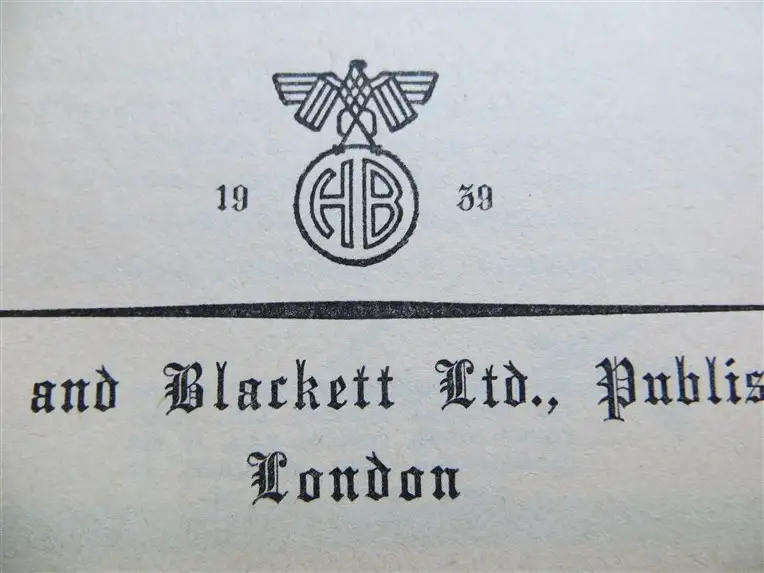 19 HB 39
and Blackett Ltd., Publis
London